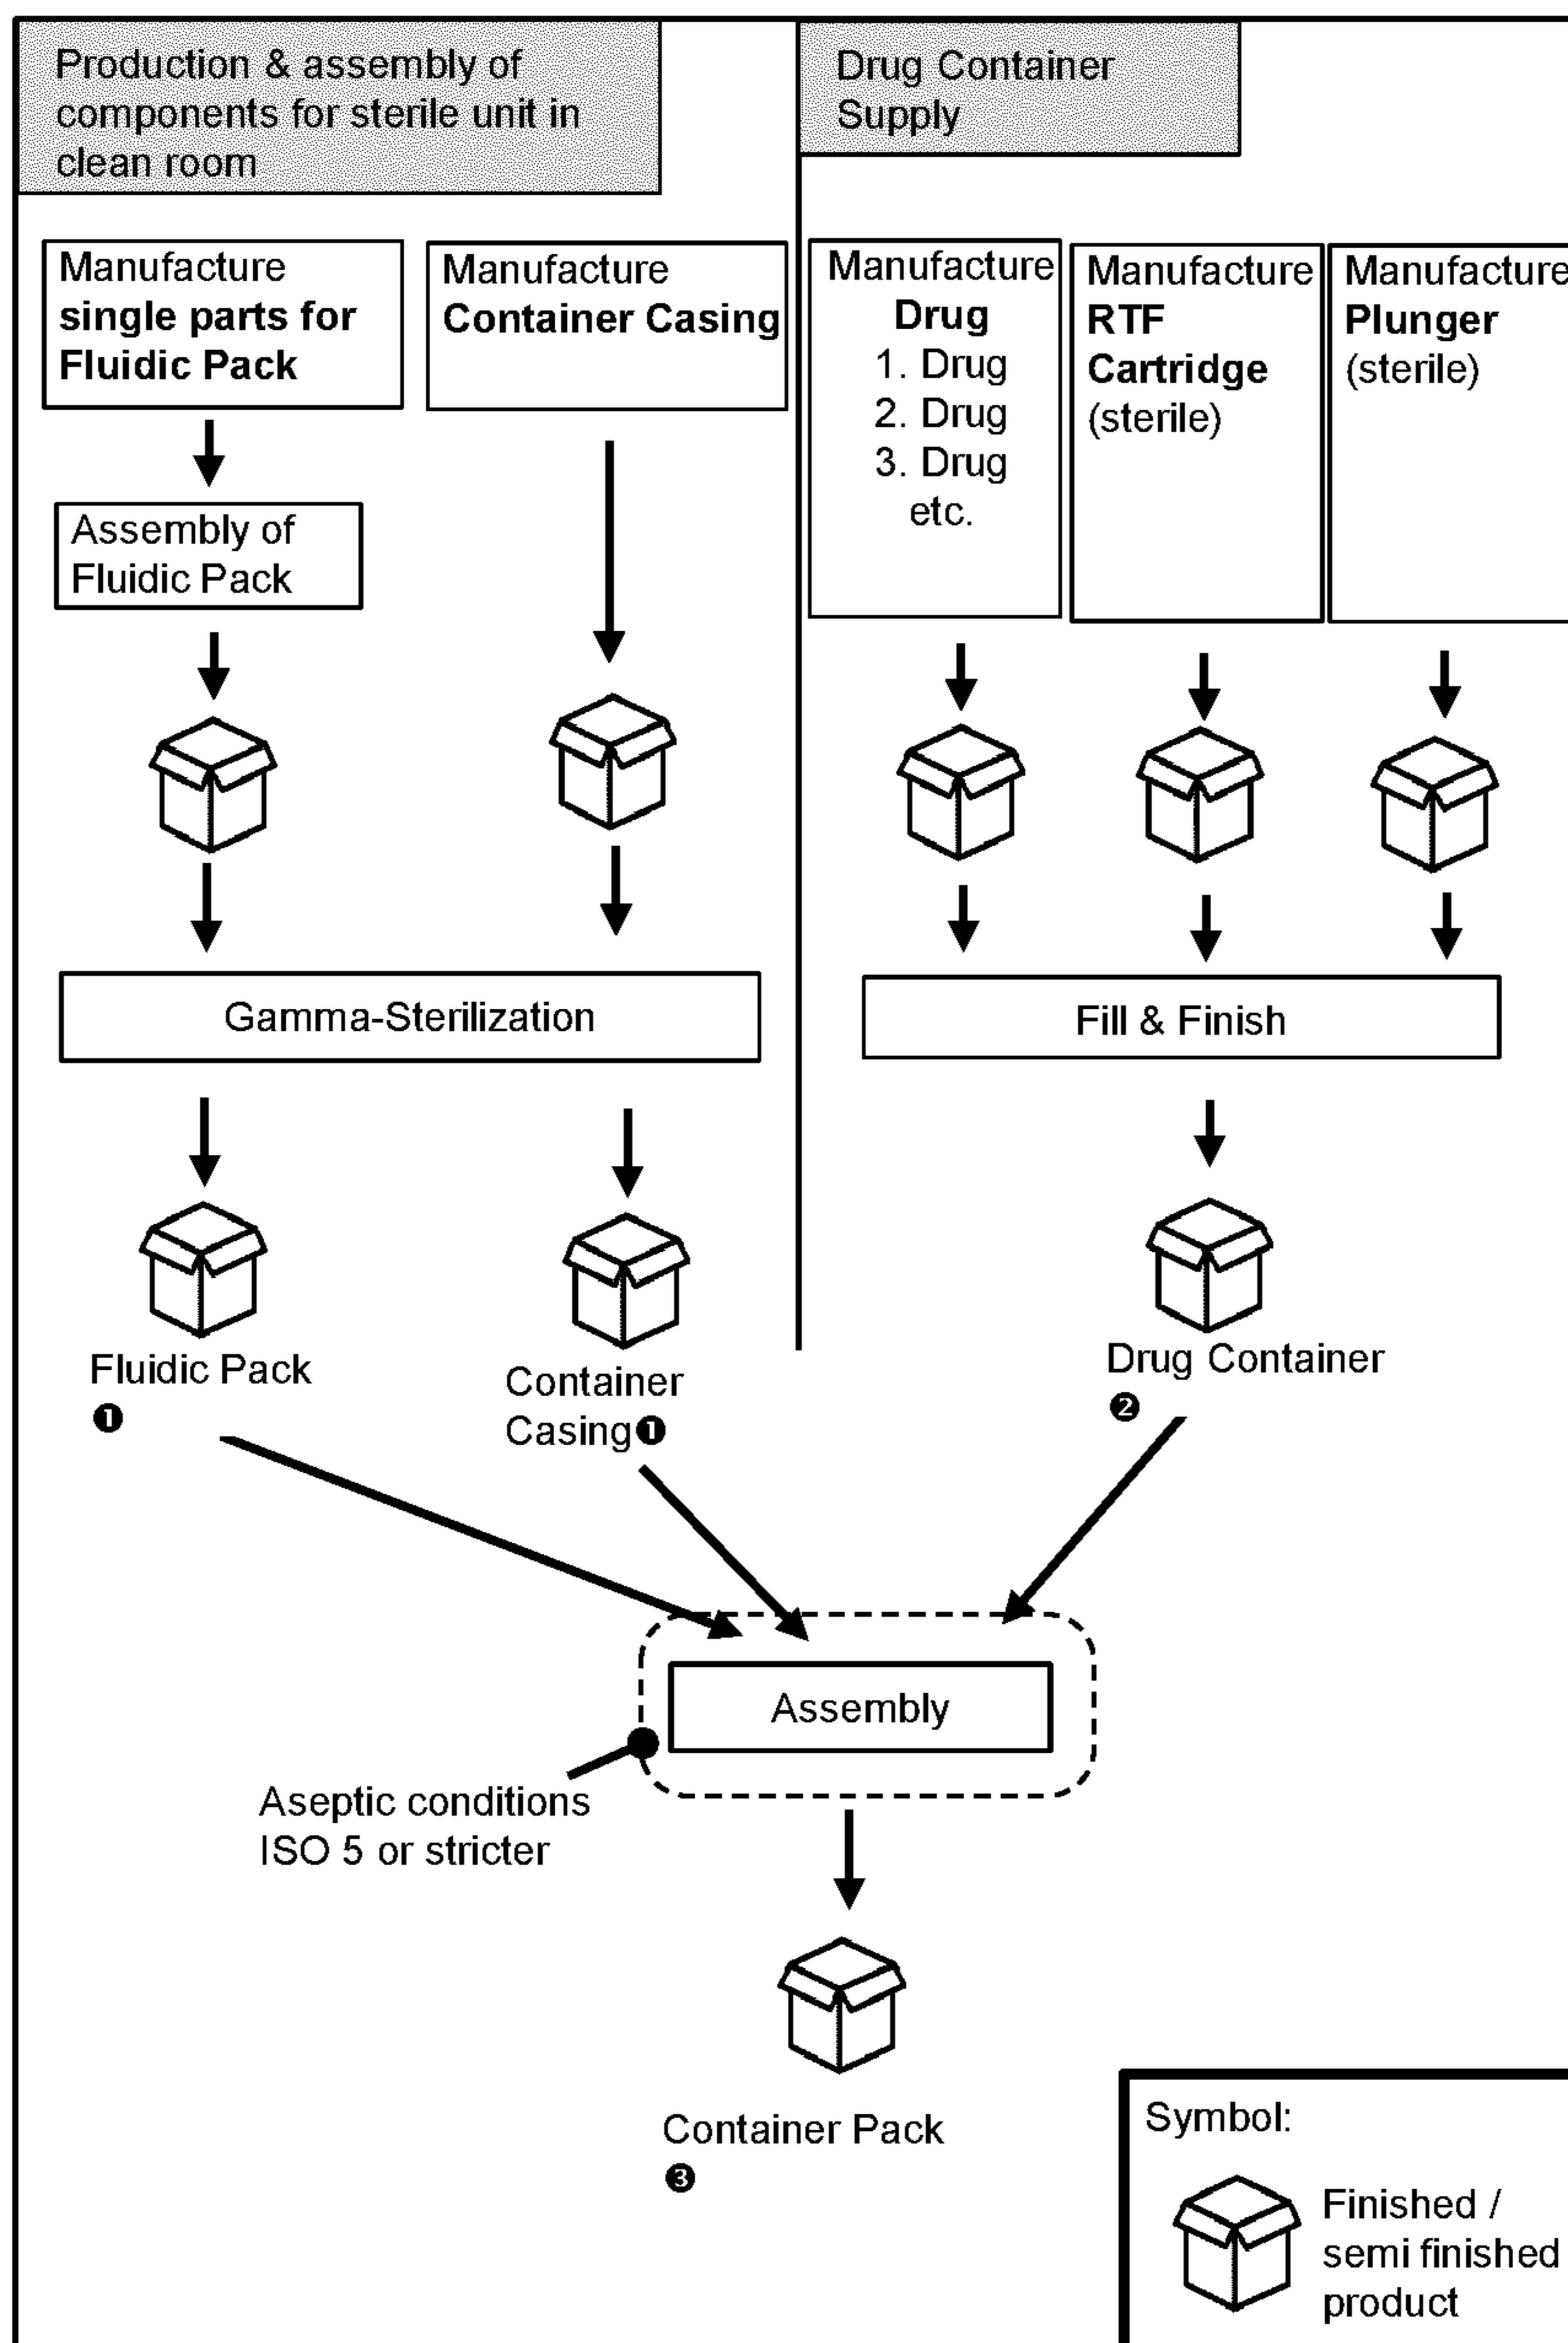 Production & assembly of
components for sterile unit in
clean room
Drug Container
Supply
Manufacture
single parts for
Fluidic Pack
Manufacture
Container Casing
Manufacture
Drug
1. Drug
2. Drug
3. Drug
etc.
Manufacture
RTF
Cartridge
(sterile)
Manufacture
Plunger
(sterile)
Assembly of
Fluidic Pack
Gamma-Sterilization
Fill & Finish
Fluidic Pack
❶
Container
Casing❶
Drug Container
❷
Assembly
Aseptic conditions
ISO 5 or stricter
Container Pack
❸
Symbol:
Finished /
semi finished
product